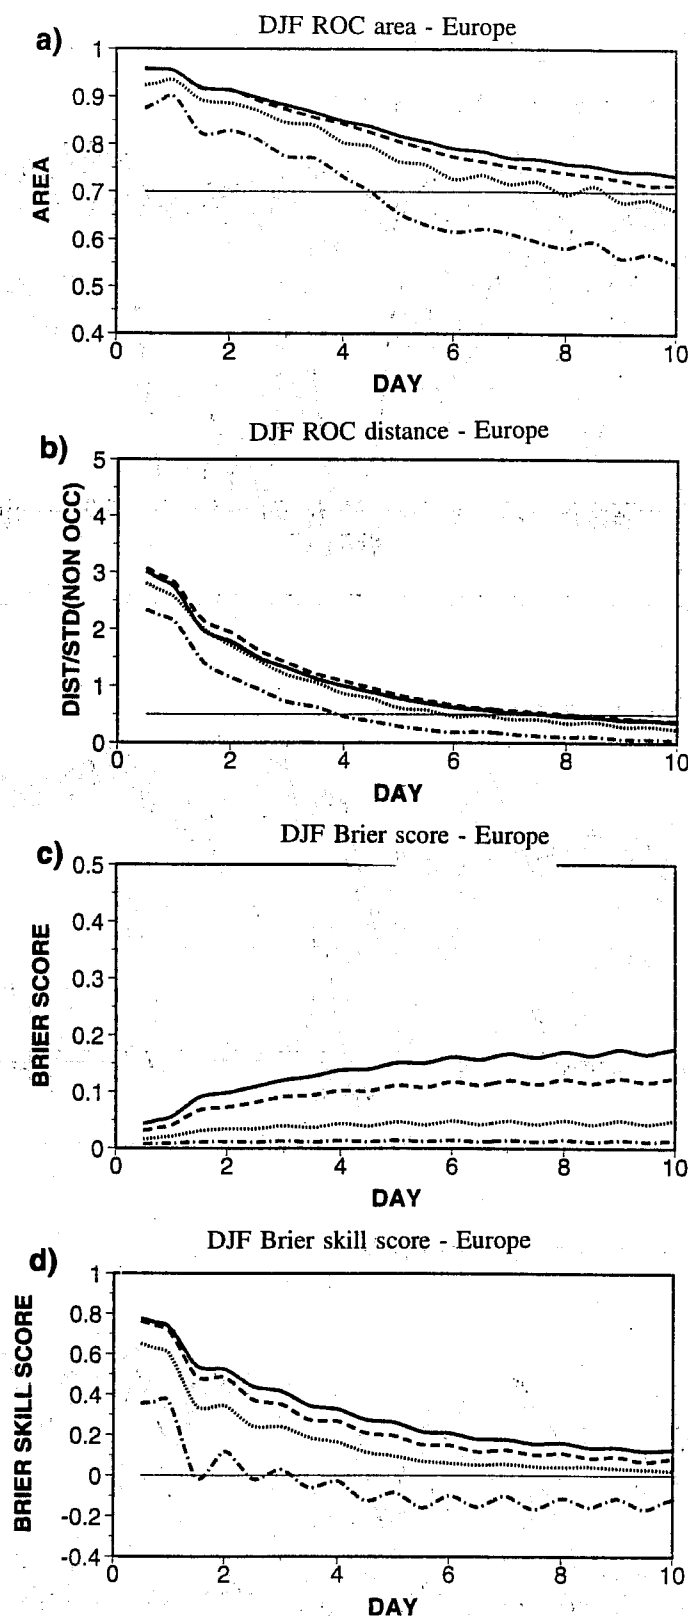 a)
DJF ROC area - Europe
1
0.9
0.8
0.7
0.6
0.5
0.4
AREA
0 2 4 6 8 10
DAY
b)
DJF ROC distance - Europe
5
4
3
2
1
0
DIST/STD(NON OCC)
0 2 4 6 8 10
DAY
c)
DJF Brier score - Europe
0.5
0.4
0.3
0.2
0.1
0
BRIER SCORE
0 2 4 6 8 10
DAY
d)
DJF Brier skill score - Europe
1
0.8
0.6
0.4
0.2
0
-0.2
-0.4
BRIER SKILL SCORE
0 2 4 6 8 10
DAY